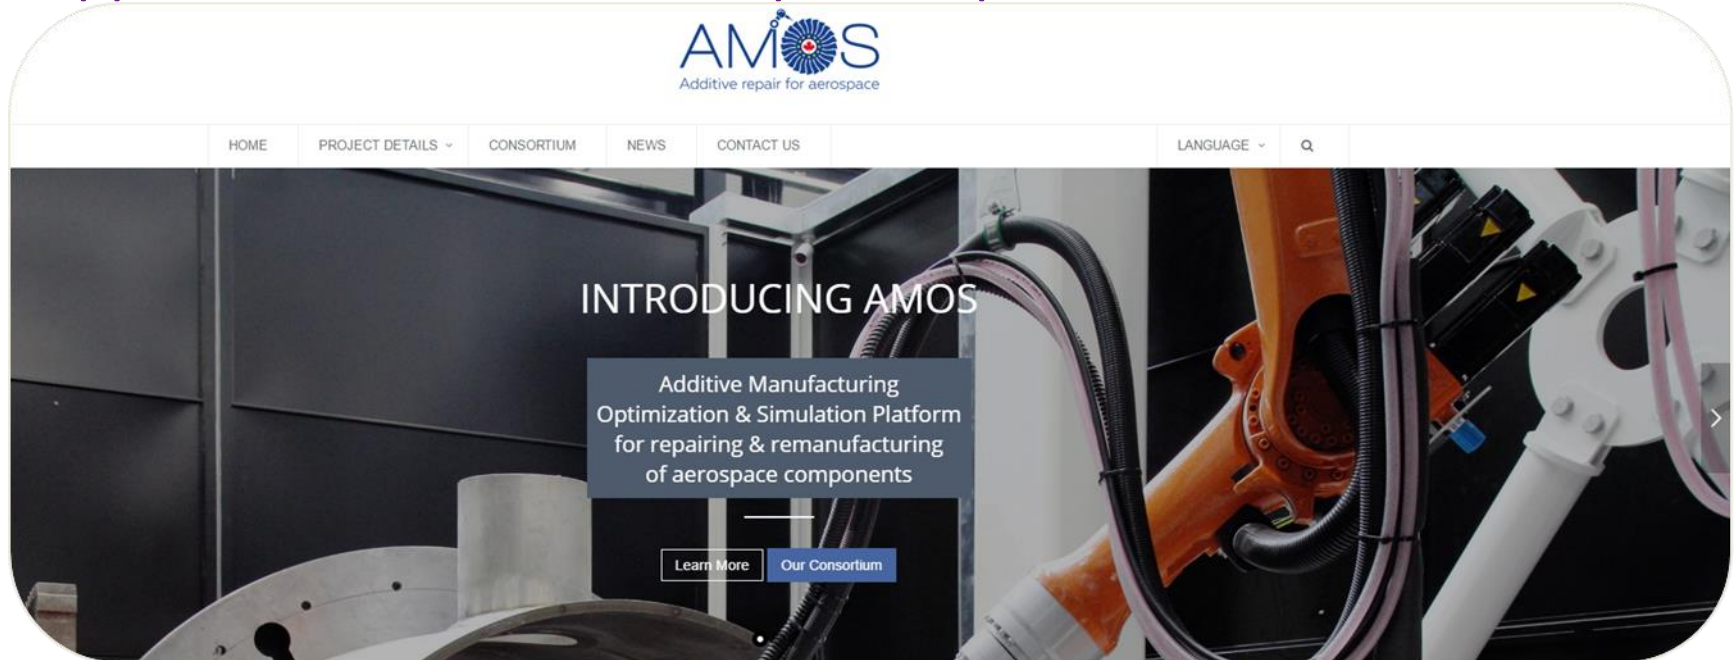 AMOS
Additive repair for aerospace
HOME PROJECT DETAILS CONSORTIUM NEWS CONTACT US LANGUAGE
INTRODUCING AMOS
Additive Manufacturing
Optimization & Simulation Platform
for repairing & remanufacturing
of aerospace components
Learn More Our Consortium